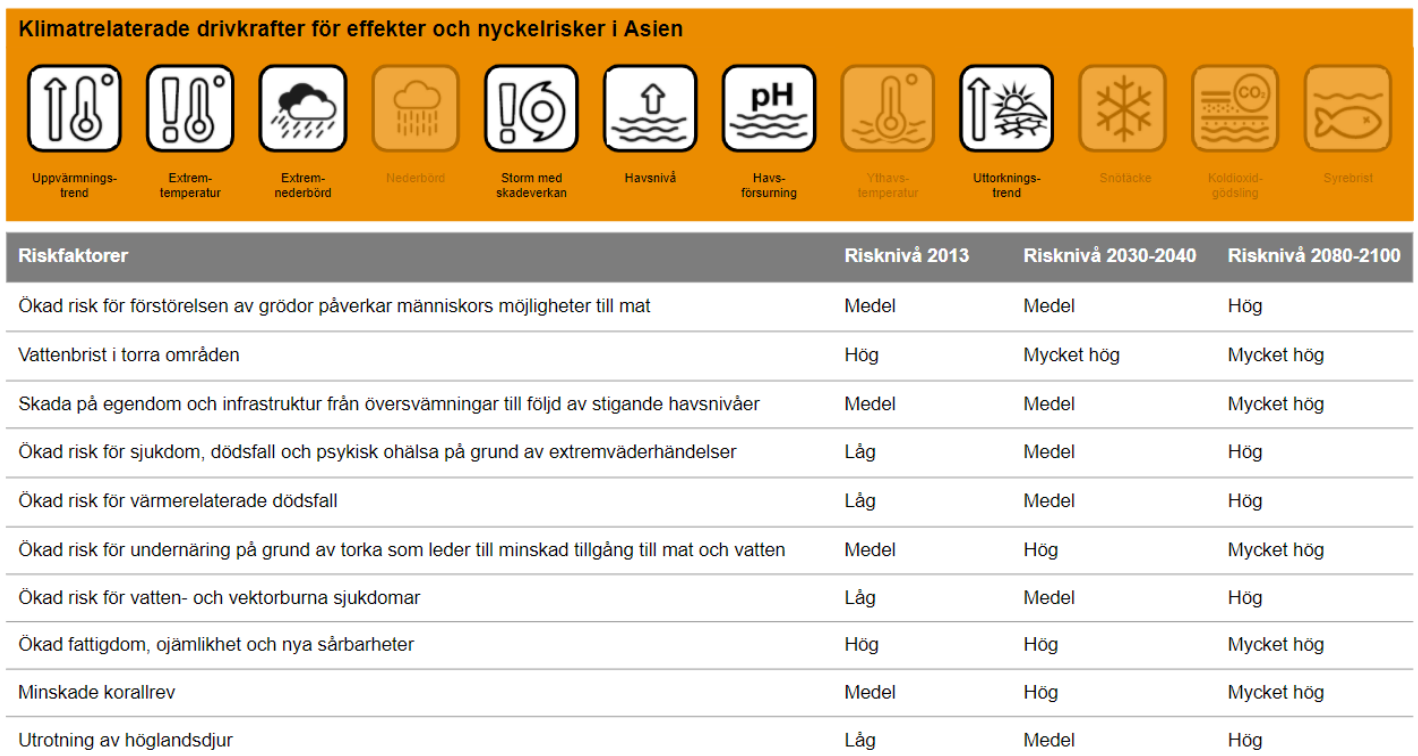 Klimatrelaterade drivkrafter för effekter och nyckelrisker i Asien
pH
CO₂
Uppvärmnings-
trend
Extrem-
temperatur
Extrem-
nederbörd
Nederbörd
Storm med
skadeverkan
Havsnivå
Havs-
försurning
Ythavs-
temperatur
Uttorknings-
trend
Snötäcke
Koldioxid-
gödsling
Syrebrist
Riskfaktorer Risknivå 2013 Risknivå 2030-2040 Risknivå 2080-2100
Ökad risk för förstörelsen av grödor påverkar människors möjligheter till mat Medel Medel Hög
Vattenbrist i torra områden Hög Mycket hög Mycket hög
Skada på egendom och infrastruktur från översvämningar till följd av stigande havsnivåer Medel Medel Mycket hög
Ökad risk för sjukdom, dödsfall och psykisk ohälsa på grund av extremväderhändelser Låg Medel Hög
Ökad risk för värmerelaterade dödsfall Låg Medel Hög
Ökad risk för undernäring på grund av torka som leder till minskad tillgång till mat och vatten Medel Hög Mycket hög
Ökad risk för vatten- och vektorburna sjukdomar Låg Medel Hög
Ökad fattigdom, ojämlikhet och nya sårbarheter Hög Hög Mycket hög
Minskade korallrev Medel Hög Mycket hög
Utrotning av höglandsdjur Låg Medel Hög